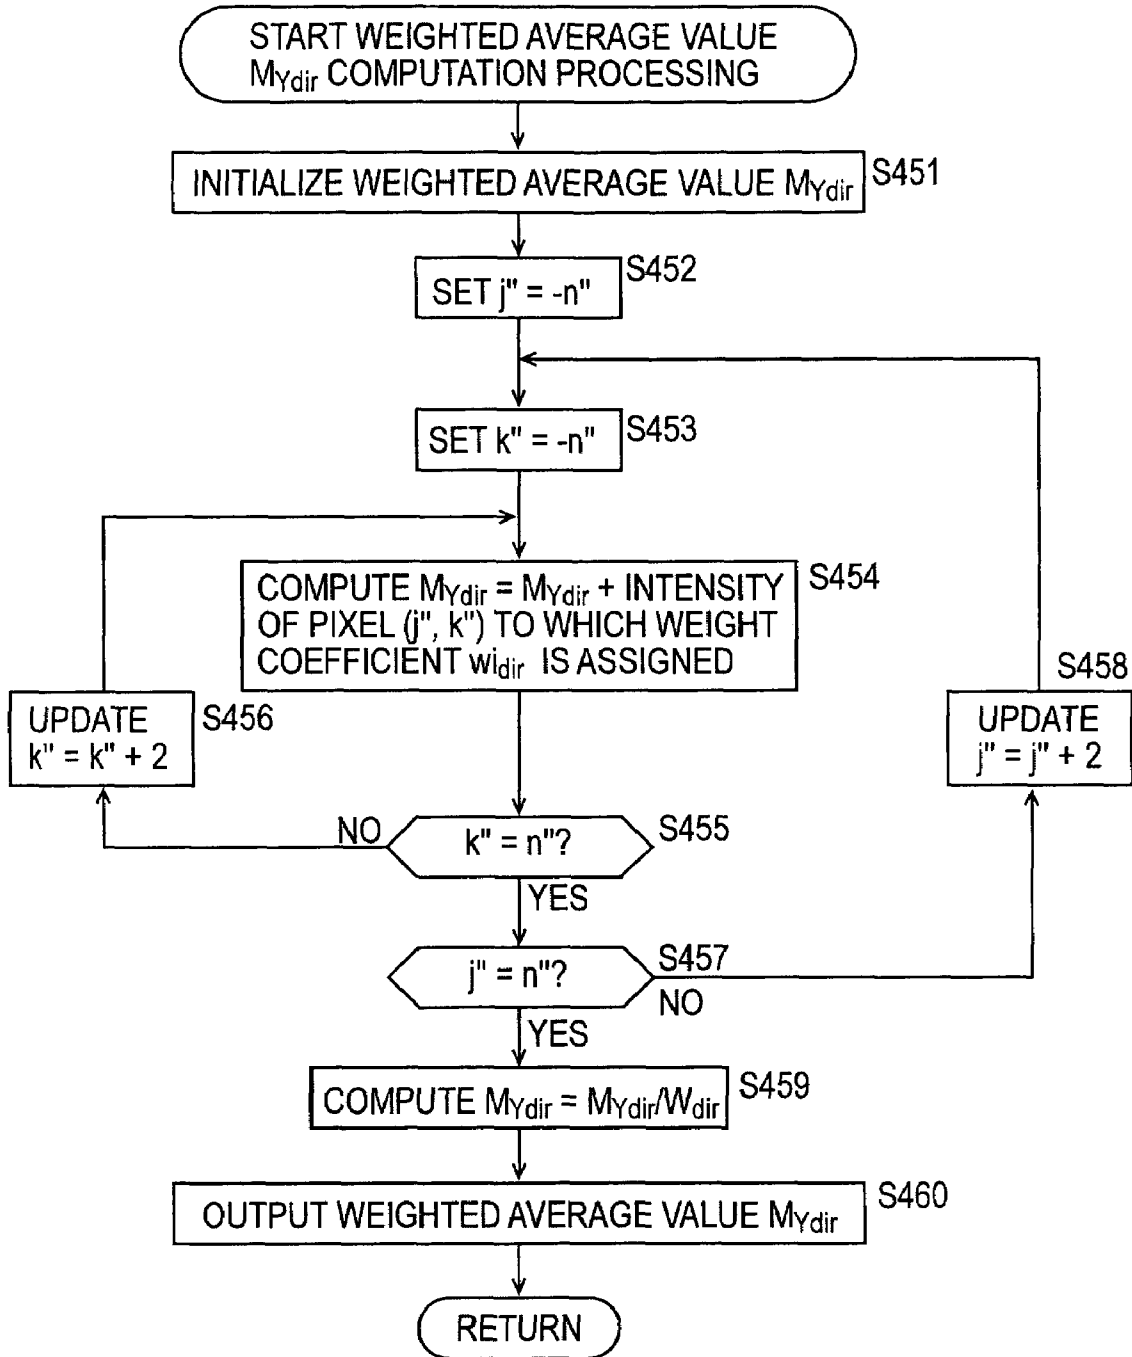 START WEIGHTED AVERAGE VALUE
MYdir COMPUTATION PROCESSING
INITIALIZE WEIGHTED AVERAGE VALUE MYdir
S451
SET j" = -n"
S452
SET k" = -n"
S453
COMPUTE MYdir = MYdir + INTENSITY
OF PIXEL (j", k") TO WHICH WEIGHT
COEFFICIENT widir IS ASSIGNED
S454
UPDATE
k" = k" + 2
S456
S458
UPDATE
j" = j" + 2
NO
k" = n"?
S455
YES
j" = n"?
S457
NO
YES
COMPUTE MYdir = MYdir/Wdir
S459
OUTPUT WEIGHTED AVERAGE VALUE MYdir
S460
RETURN